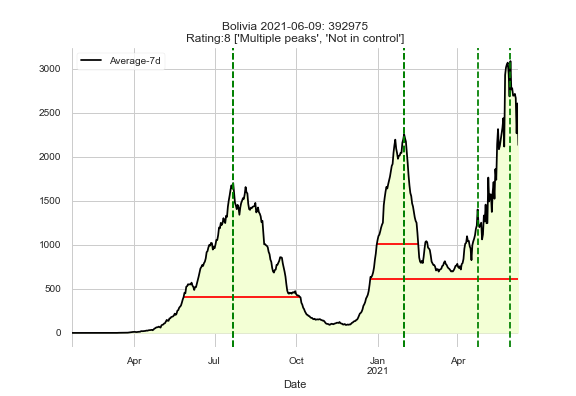 Bolivia 2021-06-09: 392975
Rating:8 ['Multiple peaks', 'Not in control']
Average-7d
3000
2500
2000
1500
1000
500
0
Apr
Jul
Oct
Jan
2021
Apr
Date